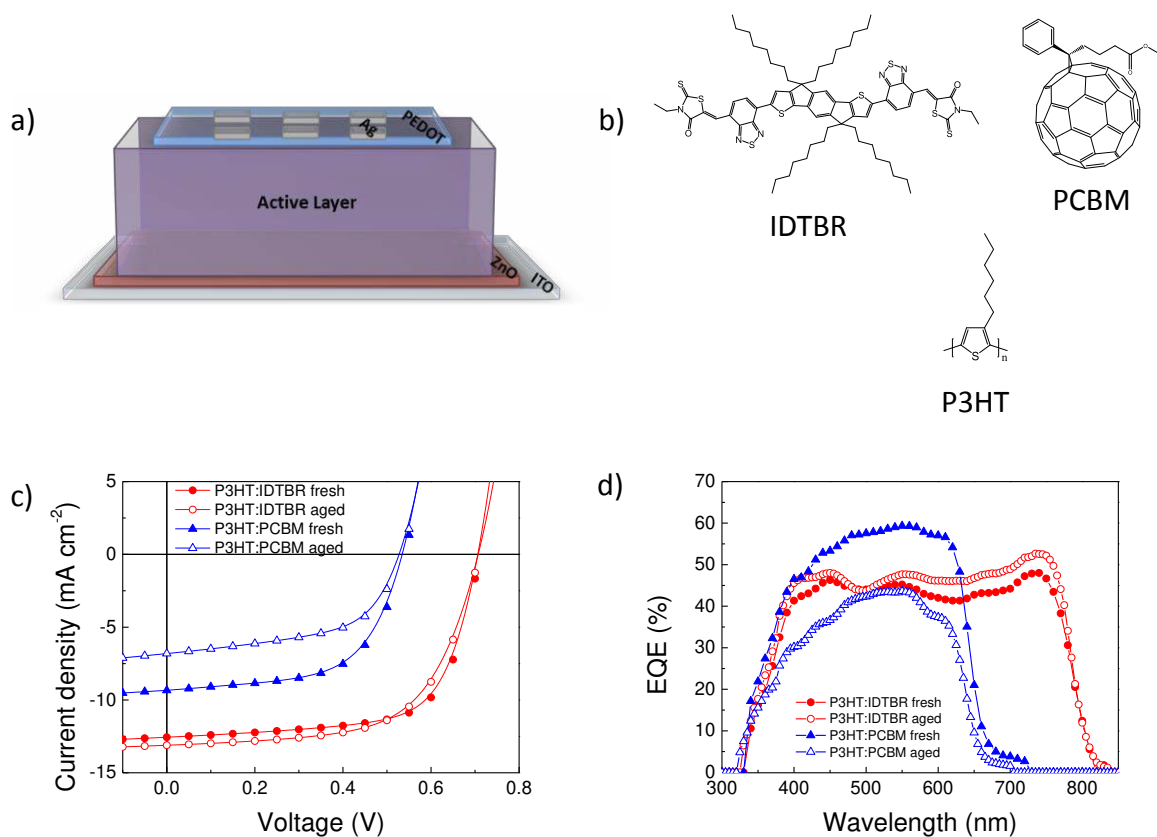 a)
Ag
PEDOT
Active Layer
ZnO
ITO
b)
S
N
N
S
O
N
S
S
O
N
S
N
S
N
S
N
O
S
S
IDTBR
O
O
PCBM
S
n
P3HT
c)
P3HT:IDTBR fresh
P3HT:IDTBR aged
P3HT:PCBM fresh
P3HT:PCBM aged
5
0
-5
-10
-15
0.0 0.2 0.4 0.6 0.8
Current density (mA cm⁻²)
Voltage (V)
d)
70
60
50
40
30
20
10
0
300 400 500 600 700 800
EQE (%)
Wavelength (nm)
P3HT:IDTBR fresh
P3HT:IDTBR aged
P3HT:PCBM fresh
P3HT:PCBM aged